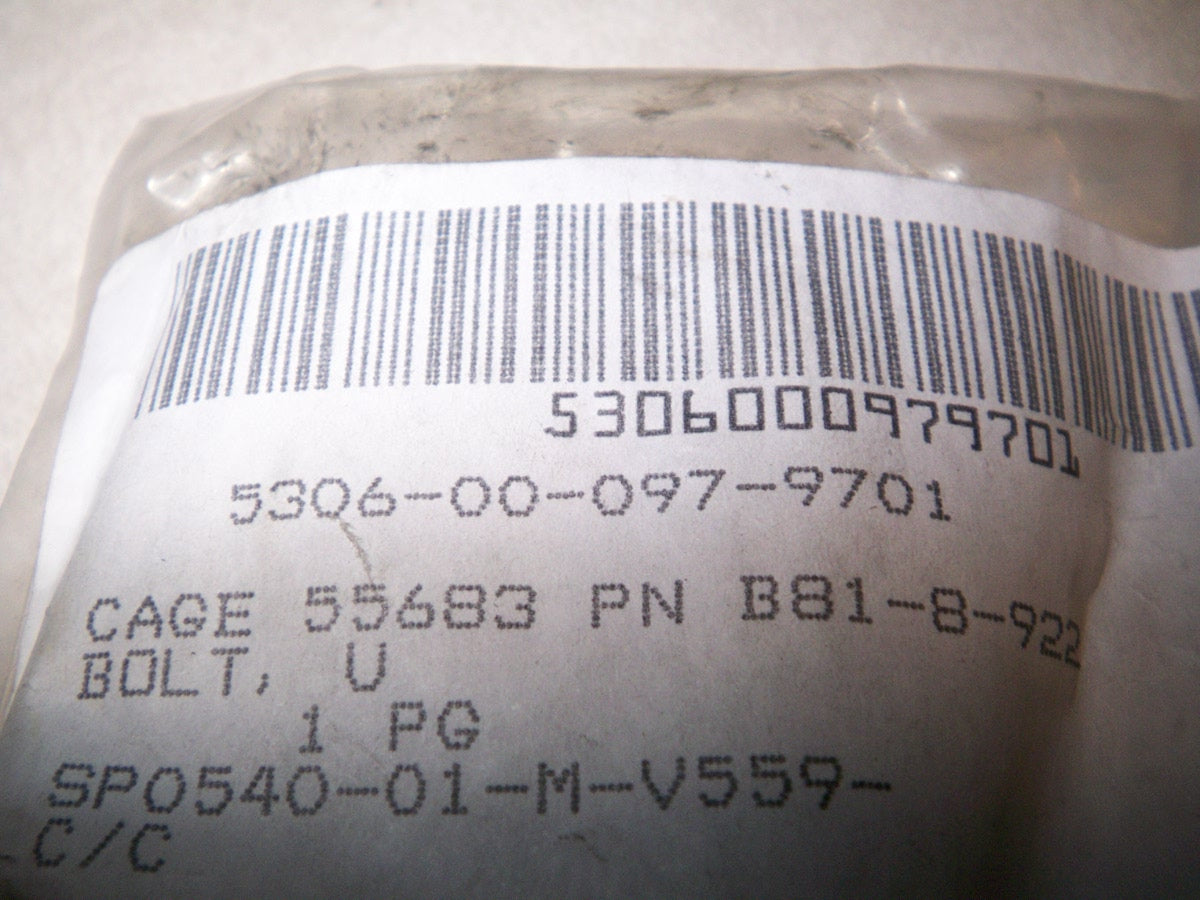 5306000979701
5306-00-097-9701
CAGE 55683 PN B81-8-922
BOLT, U
1 PG
SP0540-01-M-V559-
C/C